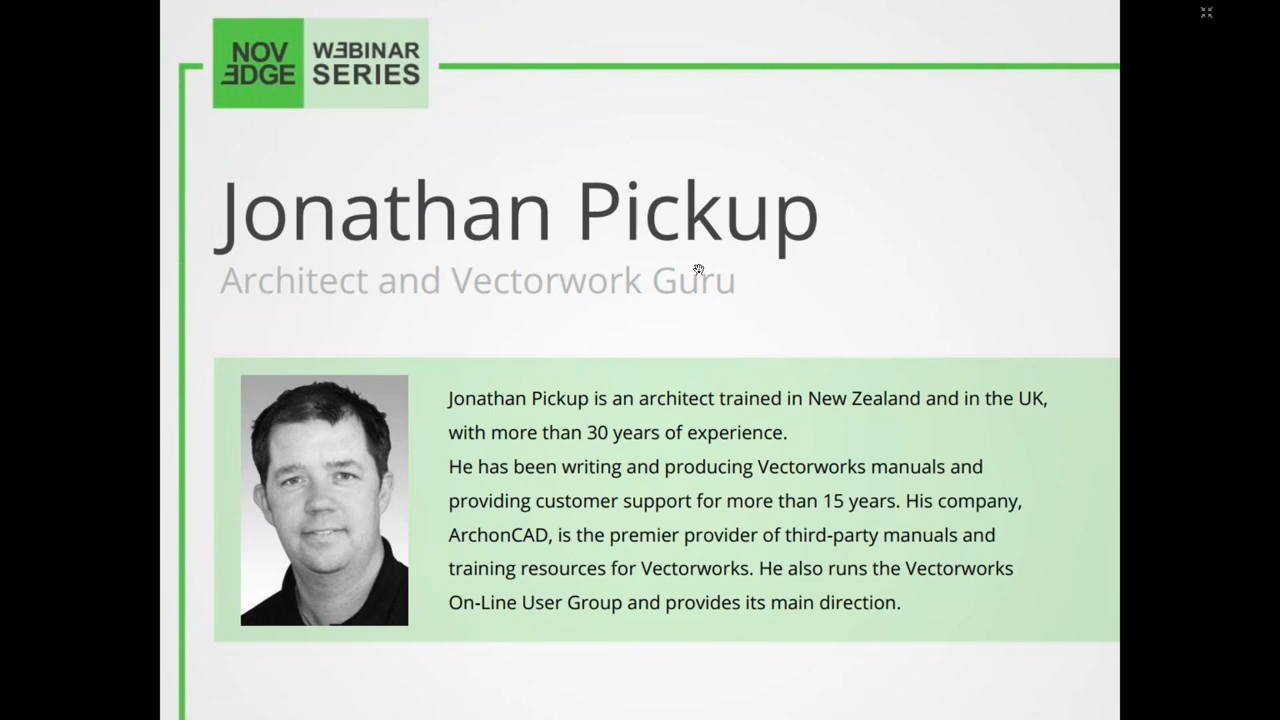 NOV
EDGE
WEBINAR
SERIES
Jonathan Pickup
Architect and Vectorwork Guru
Jonathan Pickup is an architect trained in New Zealand and in the UK,
with more than 30 years of experience.
He has been writing and producing Vectorworks manuals and
providing customer support for more than 15 years. His company,
ArchonCAD, is the premier provider of third-party manuals and
training resources for Vectorworks. He also runs the Vectorworks
On-Line User Group and provides its main direction.